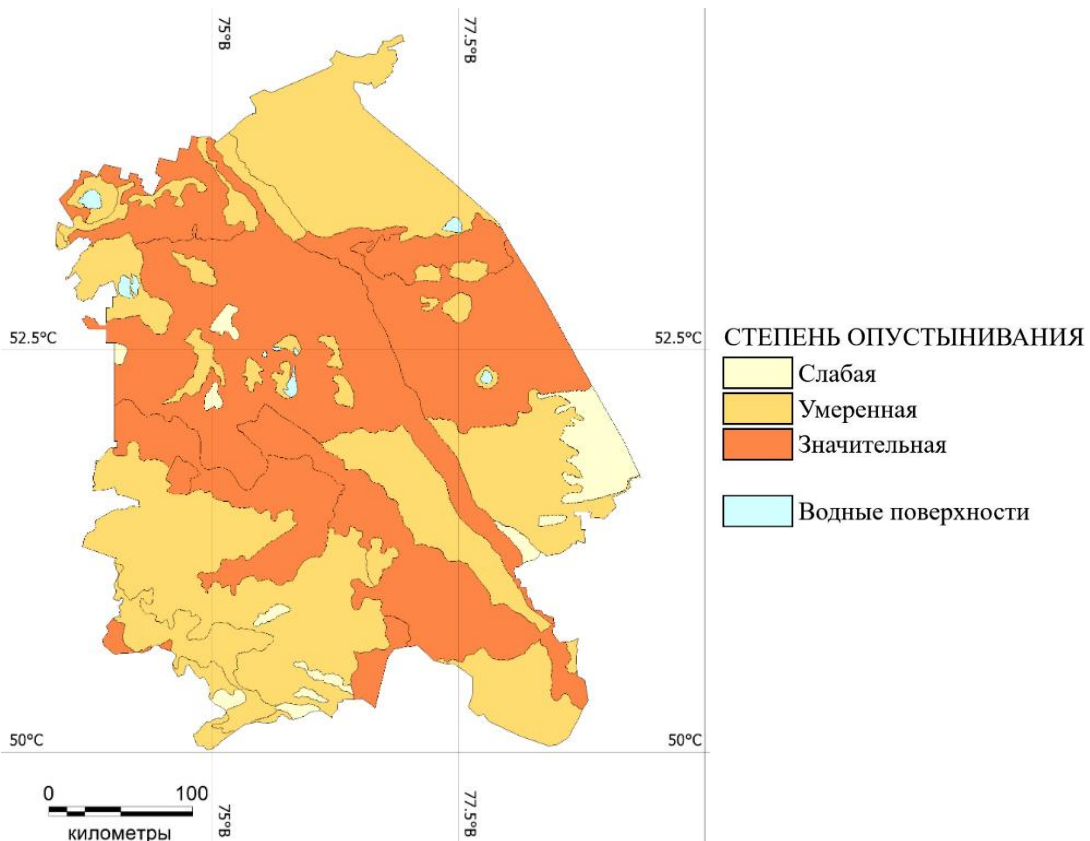 75°В
77.5°В
52.5°С
52.5°С
СТЕПЕНЬ ОПУСТЫНИВАНИЯ
Слабая
Умеренная
Значительная
Водные поверхности
50°С
50°С
0 100
километры
75°В
77.5°В